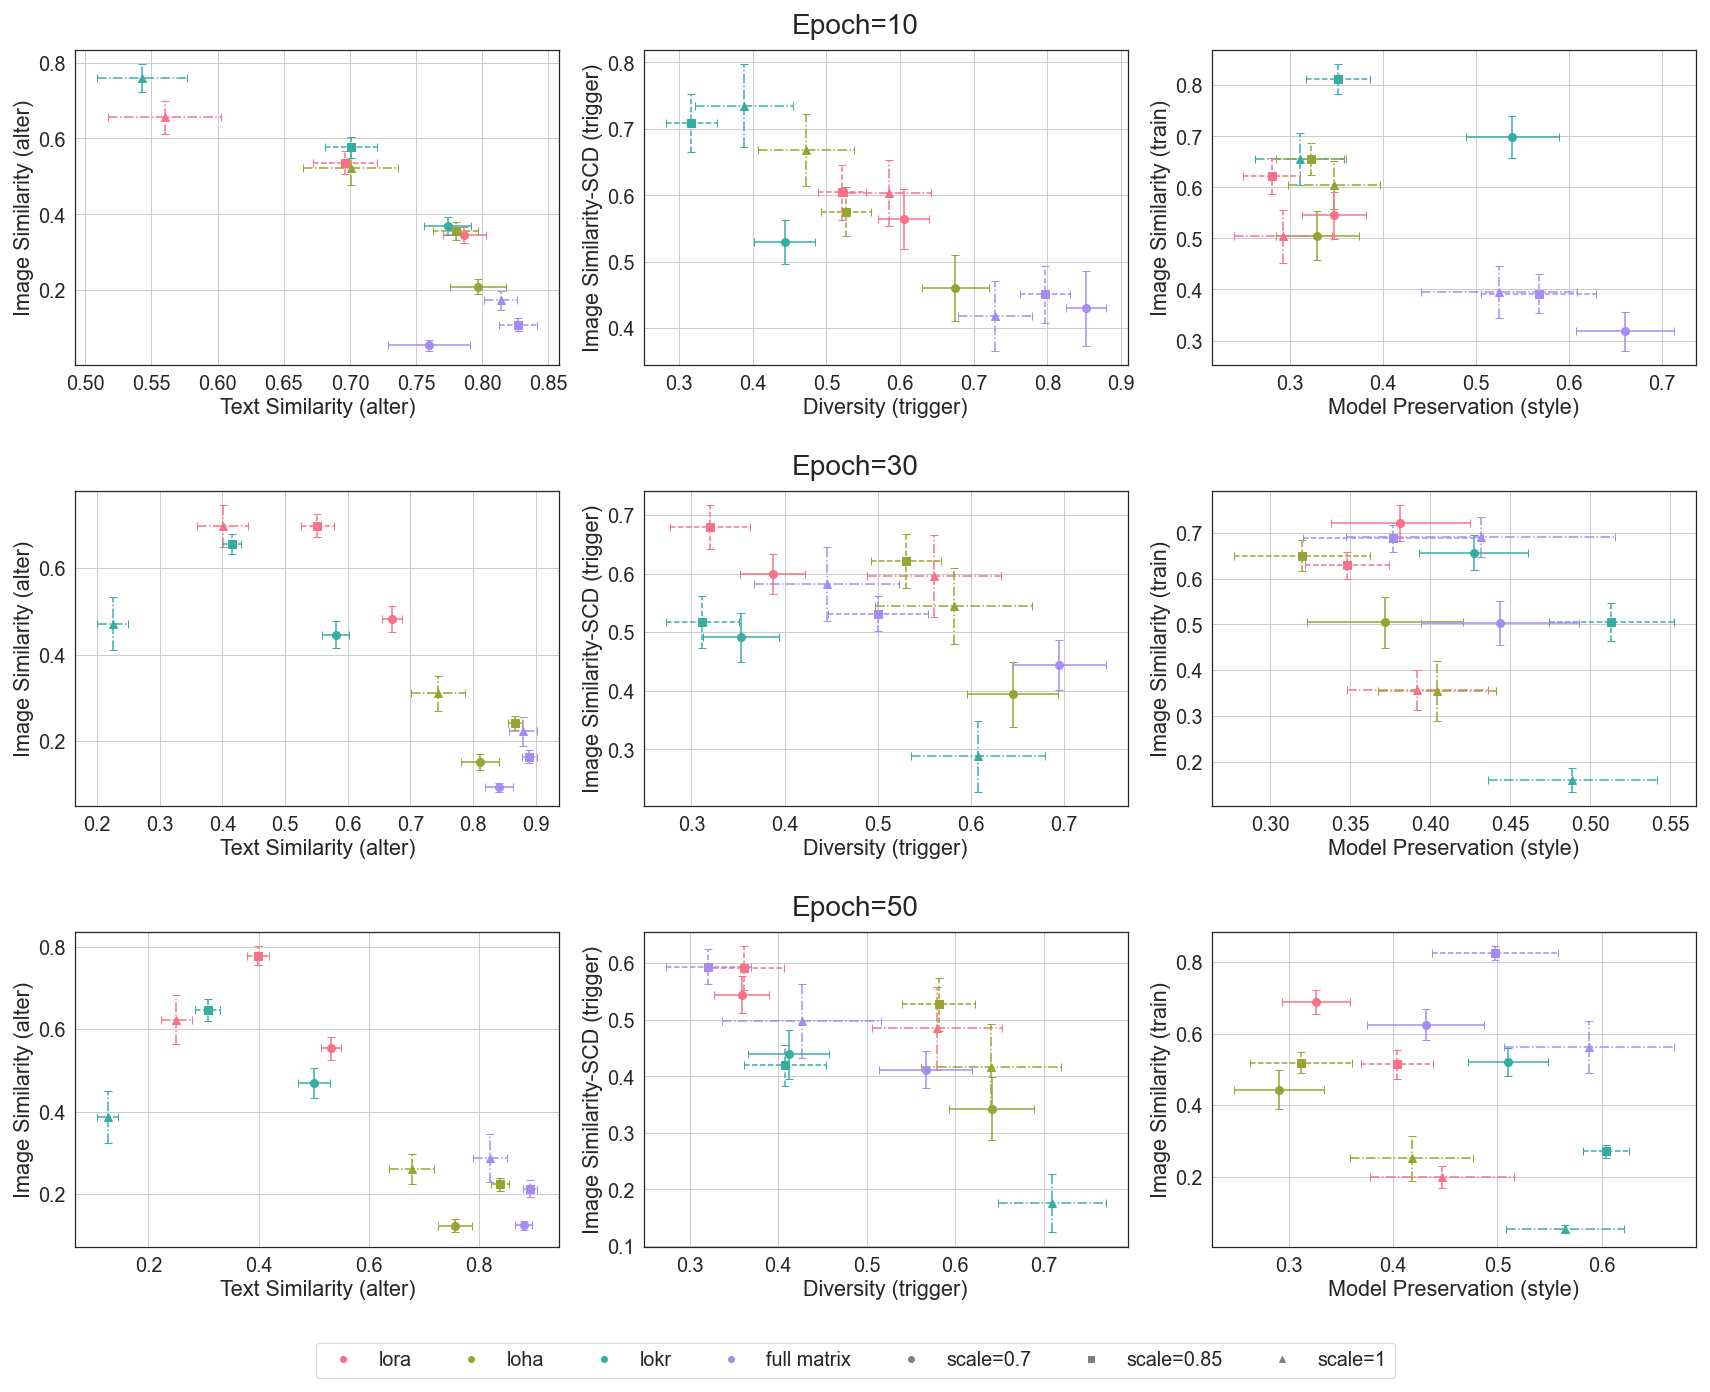 Epoch=10
Image Similarity (alter)
0.8
0.6
0.4
0.2
0.50 0.55 0.60 0.65 0.70 0.75 0.80 0.85
Text Similarity (alter)
Image Similarity-SCD (trigger)
0.8
0.7
0.6
0.5
0.4
0.3 0.4 0.5 0.6 0.7 0.8 0.9
Diversity (trigger)
Image Similarity (train)
0.8
0.7
0.6
0.5
0.4
0.3
0.3 0.4 0.5 0.6 0.7
Model Preservation (style)
Epoch=30
Image Similarity (alter)
0.6
0.4
0.2
0.2 0.3 0.4 0.5 0.6 0.7 0.8 0.9
Text Similarity (alter)
Image Similarity-SCD (trigger)
0.7
0.6
0.5
0.4
0.3
0.3 0.4 0.5 0.6 0.7
Diversity (trigger)
Image Similarity (train)
0.7
0.6
0.5
0.4
0.3
0.2
0.30 0.35 0.40 0.45 0.50 0.55
Model Preservation (style)
Epoch=50
Image Similarity (alter)
0.8
0.6
0.4
0.2
0.2 0.4 0.6 0.8
Text Similarity (alter)
Image Similarity-SCD (trigger)
0.6
0.5
0.4
0.3
0.2
0.1
0.3 0.4 0.5 0.6 0.7
Diversity (trigger)
Image Similarity (train)
0.8
0.6
0.4
0.2
0.3 0.4 0.5 0.6
Model Preservation (style)
lora loha lokr full matrix scale=0.7 scale=0.85 scale=1